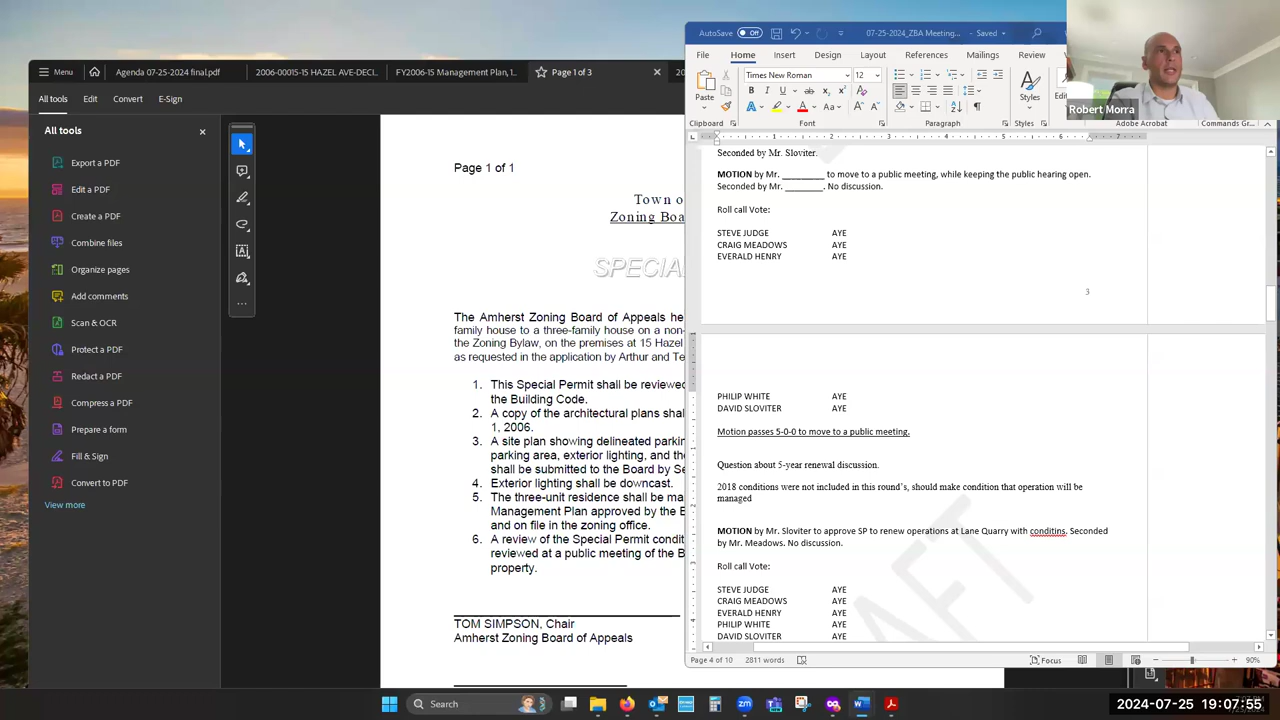 AutoSave Off 07-25-2024_ZBA Meeting... - Saved
File Home Insert Design Layout References Mailings Review
Menu Agenda 07-25-2024 final.pdf 2006-00015-15 HAZEL AVE-DECI... FY2006-15 Management Plan, I... Page 1 of 3
All tools Edit Convert E-Sign
All tools
Export a PDF
Edit a PDF
Create a PDF
Combine files
Organize pages
Add comments
Scan & OCR
Protect a PDF
Redact a PDF
Compress a PDF
Prepare a form
Fill & Sign
Convert to PDF
View more
Page 1 of 1
Town o
Zoning Boa
SPECIA
The Amherst Zoning Board of Appeals he
family house to a three-family house on a non-
the Zoning Bylaw, on the premises at 15 Hazel
as requested in the application by Arthur and Te
1. This Special Permit shall be reviewe
the Building Code.
2. A copy of the architectural plans shal
1, 2006.
3. A site plan showing delineated parkin
parking area, exterior lighting, and the
shall be submitted to the Board by Se
4. Exterior lighting shall be downcast.
5. The three-unit residence shall be ma
Management Plan approved by the B
and on file in the zoning office.
6. A review of the Special Permit condit
reviewed at a public meeting of the B
property.
TOM SIMPSON, Chair
Amherst Zoning Board of Appeals
Times New Roman 12
Paste Styles
Clipboard Font Paragraph Styles Adobe Acrobat Commands Gr...
Robert Morra
Seconded by Mr. Sloviter.
MOTION by Mr. _________ to move to a public meeting, while keeping the public hearing open.
Seconded by Mr. ________. No discussion.
Roll call Vote:
STEVE JUDGE AYE
CRAIG MEADOWS AYE
EVERALD HENRY AYE
3
PHILIP WHITE AYE
DAVID SLOVITER AYE
Motion passes 5-0-0 to move to a public meeting.
Question about 5-year renewal discussion.
2018 conditions were not included in this round's, should make condition that operation will be
managed
MOTION by Mr. Sloviter to approve SP to renew operations at Lane Quarry with conditins. Seconded
by Mr. Meadows. No discussion.
Roll call Vote:
STEVE JUDGE AYE
CRAIG MEADOWS AYE
EVERALD HENRY AYE
PHILIP WHITE AYE
DAVID SLOVITER AYE
Page 4 of 10 2811 words Focus 90%
Search
2024-07-25 19:07:55